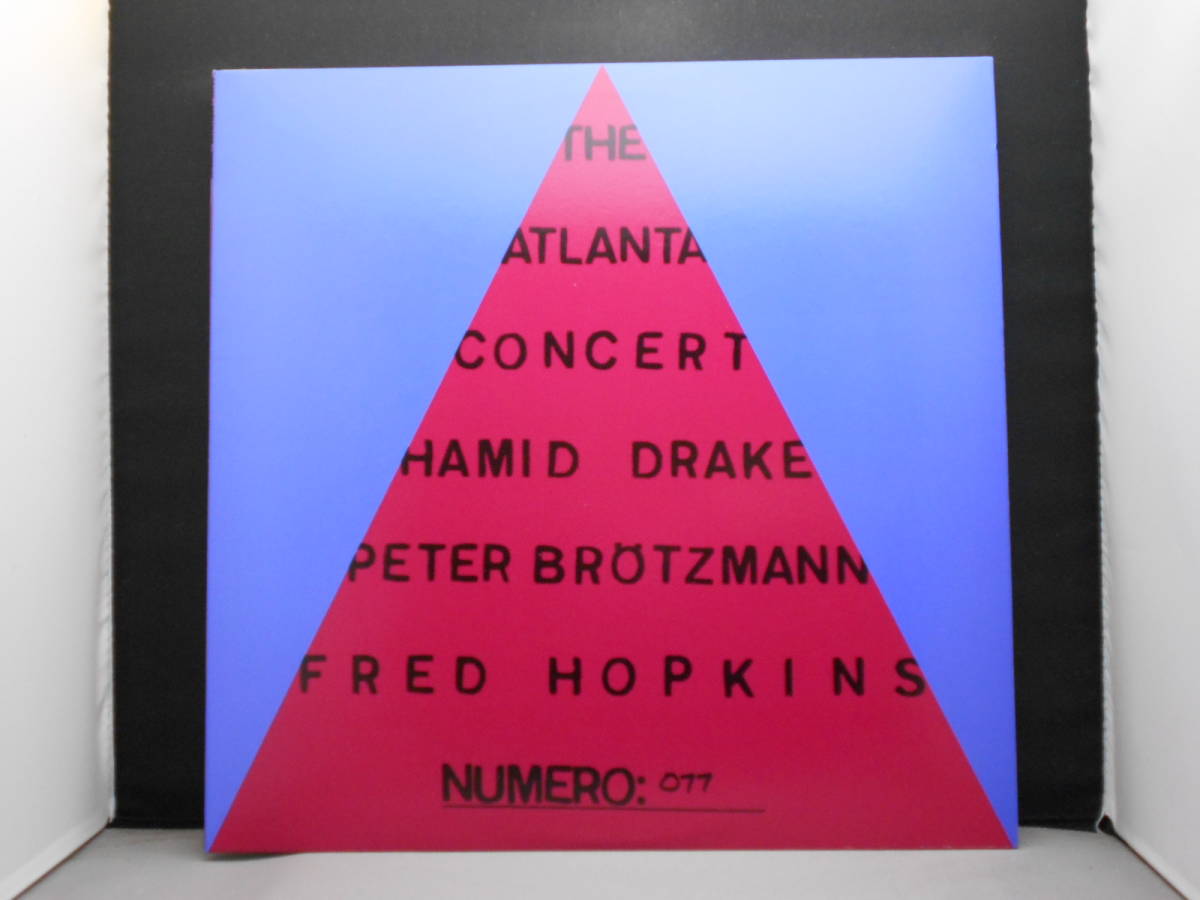 THE
ATLANTA
CONCERT
HAMID DRAKE
PETER BRÖTZMANN
FRED HOPKINS
NUMERO: 077